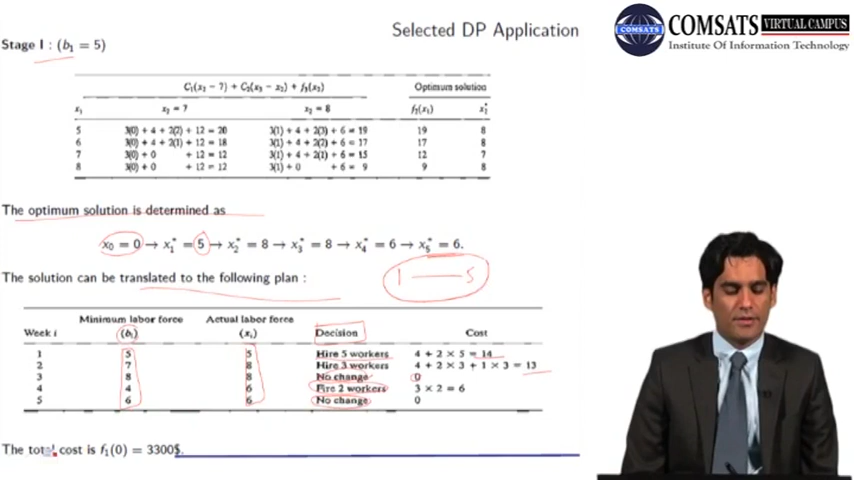 Selected DP Application
COMSATS VIRTUAL CAMPUS
Institute Of Information Technology
Stage I : (b₁ = 5)
C₁(x₂ − 7) + C₂(x₃ − x₂) + f₃(x₃) Optimum solution
x₁ x₂ = 7 x₂ = 8 f₂(x₁) x₂*
5 3(0) + 4 + 2(2) + 12 = 20 3(1) + 4 + 2(3) + 6 = 19 19 8
6 3(0) + 4 + 2(1) + 12 = 18 3(1) + 4 + 2(2) + 6 = 17 17 8
7 3(0) + 0 + 12 = 12 3(1) + 4 + 2(1) + 6 = 15 12 7
8 3(0) + 0 + 12 = 12 3(1) + 0 + 6 = 9 9 8
The optimum solution is determined as
x₀ = 0 → x₁* = 5 → x₂* = 8 → x₃* = 8 → x₄* = 6 → x₅* = 6.
The solution can be translated to the following plan :
1 — 5
Minimum labor force Actual labor force
Week i (bᵢ) (xᵢ) Decision Cost
1 5 5 Hire 5 workers 4 + 2 × 5 = 14
2 7 8 Hire 3 workers 4 + 2 × 3 + 1 × 3 = 13
3 8 8 No change 0
4 4 6 Fire 2 workers 3 × 2 = 6
5 6 6 No change 0
The total cost is f₁(0) = 3300$.